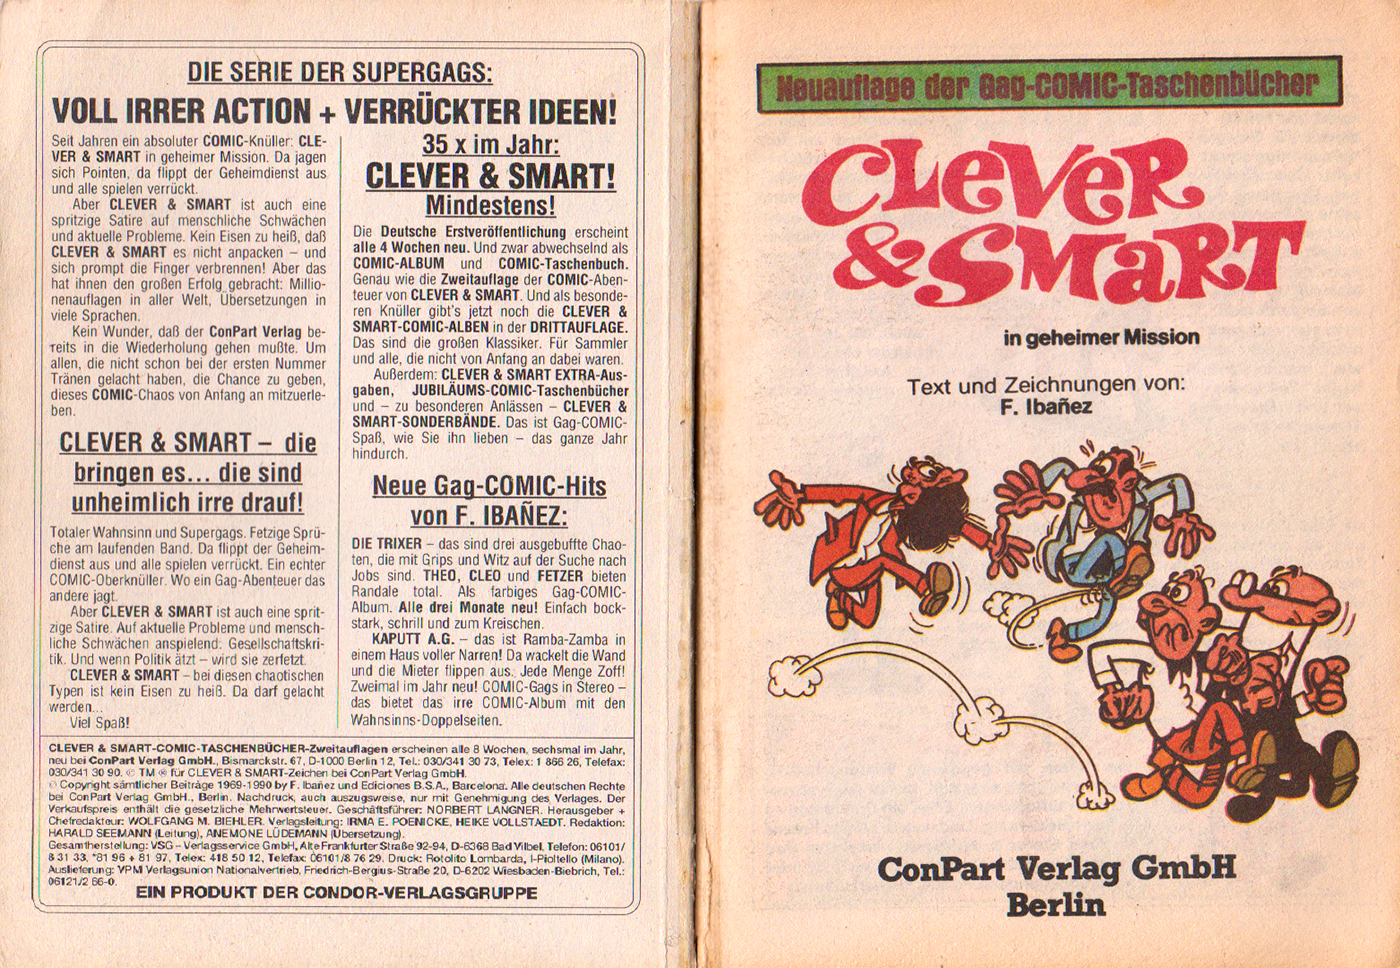 DIE SERIE DER SUPERGAGS:
VOLL IRRER ACTION + VERRÜCKTER IDEEN!
Seit Jahren ein absoluter COMIC-Knüller: CLE-
VER & SMART in geheimer Mission. Da jagen
sich Pointen, da flippt der Geheimdienst aus
und alle spielen verrückt.
Aber CLEVER & SMART ist auch eine
spritzige Satire auf menschliche Schwächen
und aktuelle Probleme. Kein Eisen zu heiß, daß
CLEVER & SMART es nicht anpacken – und
sich prompt die Finger verbrennen! Aber das
hat ihnen den großen Erfolg gebracht: Millio-
nenauflagen in aller Welt, Übersetzungen in
viele Sprachen.
Kein Wunder, daß der ConPart Verlag be-
reits in die Wiederholung gehen mußte. Um
allen, die nicht schon bei der ersten Nummer
Tränen gelacht haben, die Chance zu geben,
dieses COMIC-Chaos von Anfang an mitzuerle-
ben.
CLEVER & SMART – die
bringen es... die sind
unheimlich irre drauf!
Totaler Wahnsinn und Supergags. Fetzige Sprü-
che am laufenden Band. Da flippt der Geheim-
dienst aus und alle spielen verrückt. Ein echter
COMIC-Oberknüller. Wo ein Gag-Abenteuer das
andere jagt.
Aber CLEVER & SMART ist auch eine sprit-
zige Satire. Auf aktuelle Probleme und mensch-
liche Schwächen anspielend. Gesellschaftskri-
tik. Und wenn Politik ätzt – wird sie zerfetzt.
CLEVER & SMART – bei diesen chaotischen
Typen ist kein Eisen zu heiß. Da darf gelacht
werden...
Viel Spaß!
35 x im Jahr:
CLEVER & SMART!
Mindestens!
Die Deutsche Erstveröffentlichung erscheint
alle 4 Wochen neu. Und zwar abwechselnd als
COMIC-ALBUM und COMIC-Taschenbuch.
Genau wie die Zweitauflage der COMIC-Aben-
teuer von CLEVER & SMART. Und als besonde-
ren Knüller gibt's jetzt noch die CLEVER &
SMART-COMIC-ALBEN in der DRITTAUFLAGE.
Das sind die großen Klassiker. Für Sammler
und alle, die nicht von Anfang an dabei waren.
Außerdem: CLEVER & SMART EXTRA-Aus-
gaben, JUBILÄUMS-COMIC-Taschenbücher
und – zu besonderen Anlässen – CLEVER &
SMART-SONDERBÄNDE. Das ist Gag-COMIC-
Spaß, wie Sie ihn lieben – das ganze Jahr
hindurch.
Neue Gag-COMIC-Hits
von F. IBAÑEZ:
DIE TRIXER – das sind drei ausgebuffte Chao-
ten, die mit Grips und Witz auf der Suche nach
Jobs sind. THEO, CLEO und FETZER bieten
Randale total. Als farbiges Gag-COMIC-
Album. Alle drei Monate neu! Einfach bock-
stark, schrill und zum Kreischen.
KAPUTT A.G. – das ist Ramba-Zamba in
einem Haus voller Narren! Da wackelt die Wand
und die Mieter flippen aus. Jede Menge Zoff!
Zweimal im Jahr neu! COMIC-Gags in Stereo –
das bietet das irre COMIC-Album mit den
Wahnsinns-Doppelseiten.
CLEVER & SMART-COMIC-TASCHENBÜCHER-Zweitauflagen erscheinen alle 8 Wochen, sechsmal im Jahr,
neu bei ConPart Verlag GmbH., Bismarckstr. 67, D-1000 Berlin 12, Tel.: 030/341 30 73, Telex: 1 866 26, Telefax:
030/341 30 90. © TM ® für CLEVER & SMART-Zeichen bei ConPart Verlag GmbH.
© Copyright sämtlicher Beiträge 1969-1990 by F. Ibañez und Ediciones B.S.A., Barcelona. Alle deutschen Rechte
bei ConPart Verlag GmbH., Berlin. Nachdruck, auch auszugsweise, nur mit Genehmigung des Verlages. Der
Verkaufspreis enthält die gesetzliche Mehrwertsteuer. Geschäftsführer: NORBERT LANGNER. Herausgeber +
Chefredakteur: WOLFGANG M. BIEHLER. Verlagsleitung: IRMA E. POENICKE, HEIKE VOLLSTAEDT. Redaktion:
HARALD SEEMANN (Leitung), ANEMONE LÜDEMANN (Übersetzung).
Gesamtherstellung: VSG – Verlagsservice GmbH, Alte Frankfurter Straße 92-94, D-6368 Bad Vilbel, Telefon: 06101/
8 31 33, *81 96 + 81 97, Telex: 418 50 12, Telefax: 06101/8 76 29. Druck: Rotolito Lombarda, I-Pioltello (Milano).
Auslieferung: VPM Verlagsunion Nationalvertrieb, Friedrich-Bergius-Straße 20, D-6202 Wiesbaden-Biebrich, Tel.:
06121/2 66-0.
EIN PRODUKT DER CONDOR-VERLAGSGRUPPE
Neuauflage der Gag-COMIC-Taschenbücher
CLEVER
& SMART
in geheimer Mission
Text und Zeichnungen von:
F. Ibañez
ConPart Verlag GmbH
Berlin